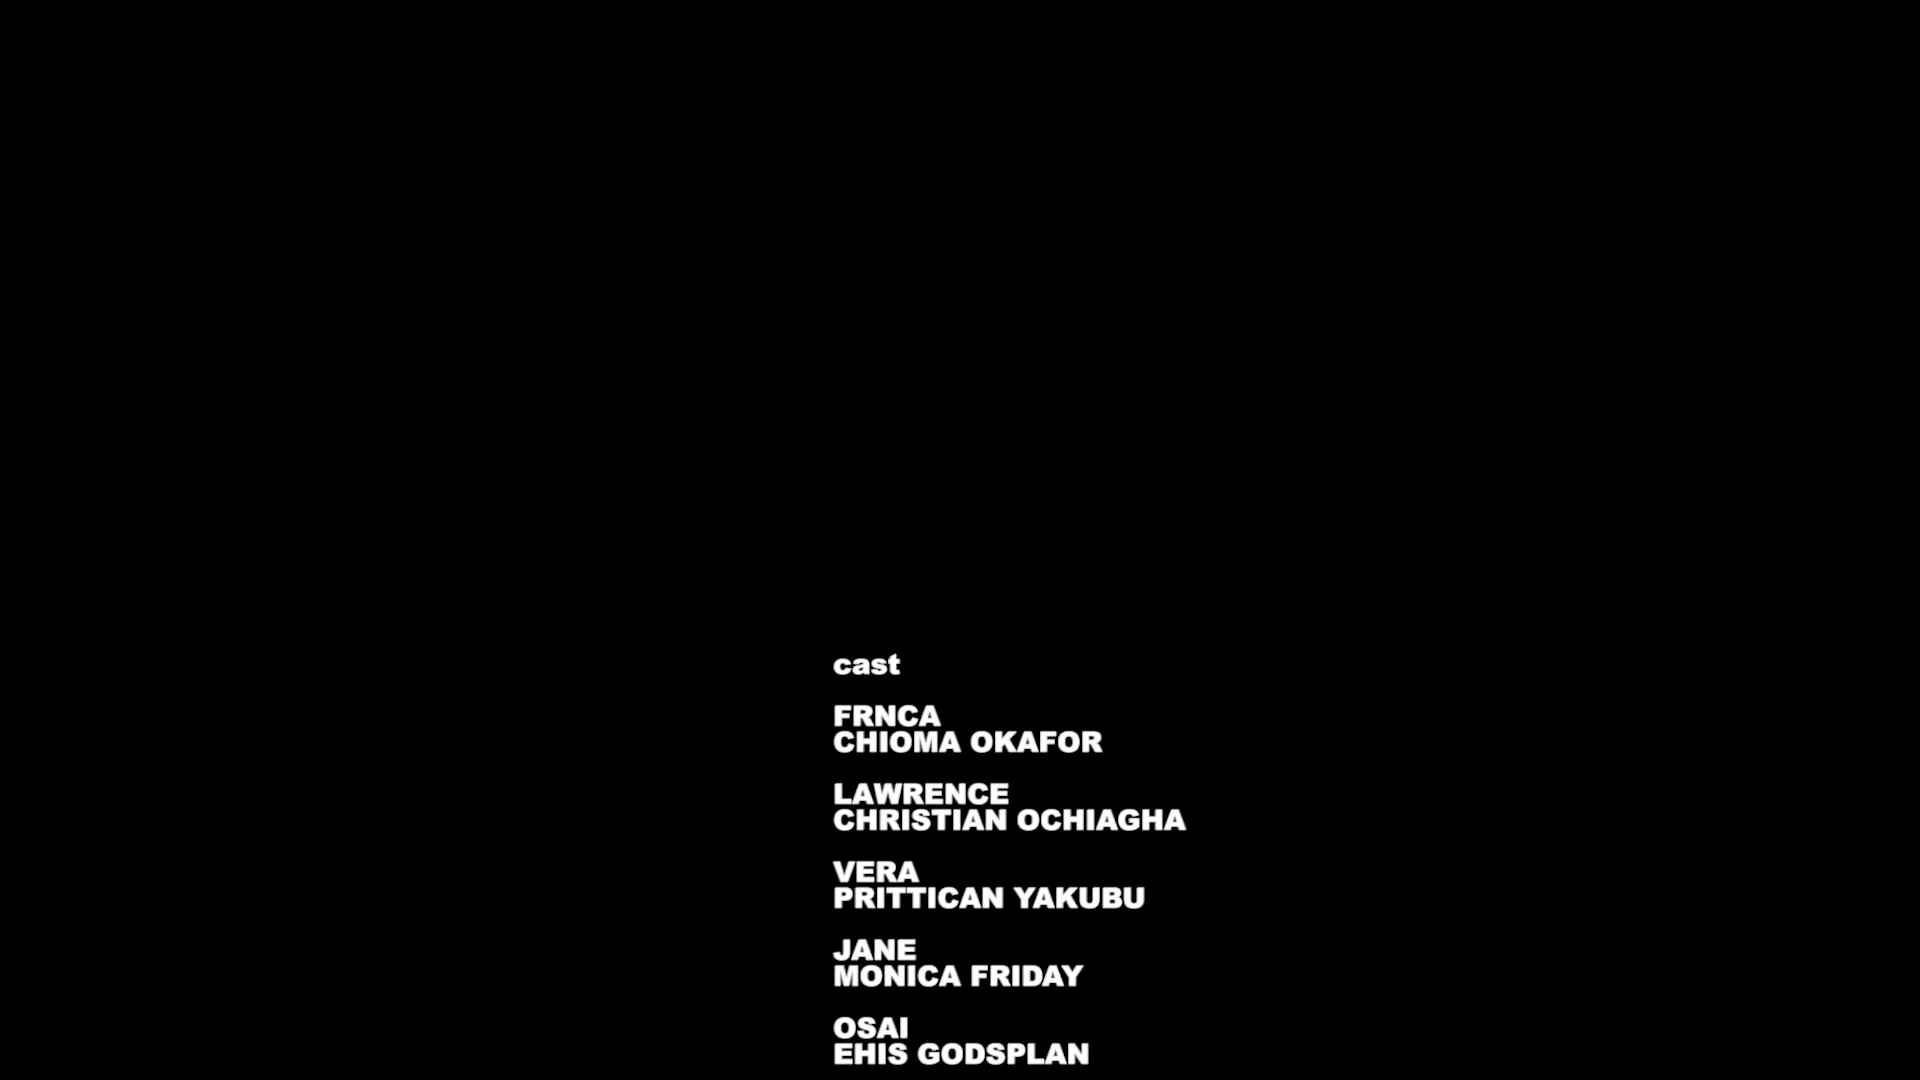 cast
FRNCA
CHIOMA OKAFOR
LAWRENCE
CHRISTIAN OCHIAGHA
VERA
PRITTICAN YAKUBU
JANE
MONICA FRIDAY
OSAI
EHIS GODSPLAN